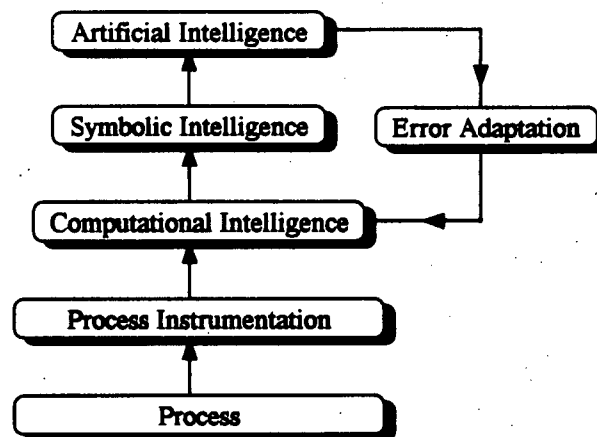 Artificial Intelligence
Symbolic Intelligence
Error Adaptation
Computational Intelligence
Process Instrumentation
Process